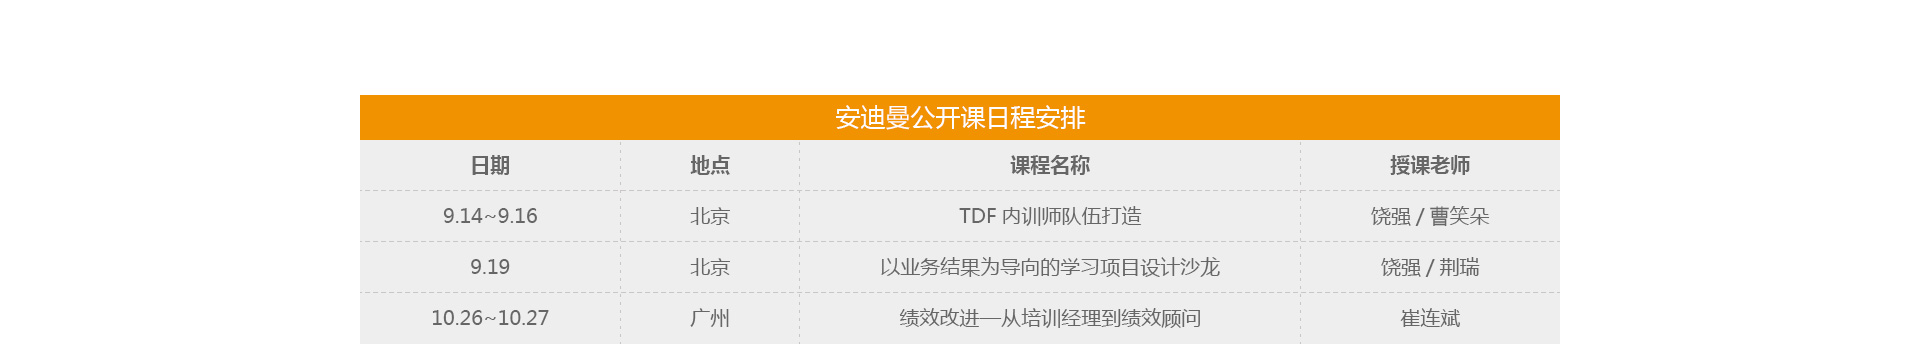 安迪曼公开课日程安排
日期 地点 课程名称 授课老师
9.14~9.16 北京 TDF 内训师队伍打造 饶强 / 曹笑朵
9.19 北京 以业务结果为导向的学习项目设计沙龙 饶强 / 荆瑞
10.26~10.27 广州 绩效改进—从培训经理到绩效顾问 崔连斌